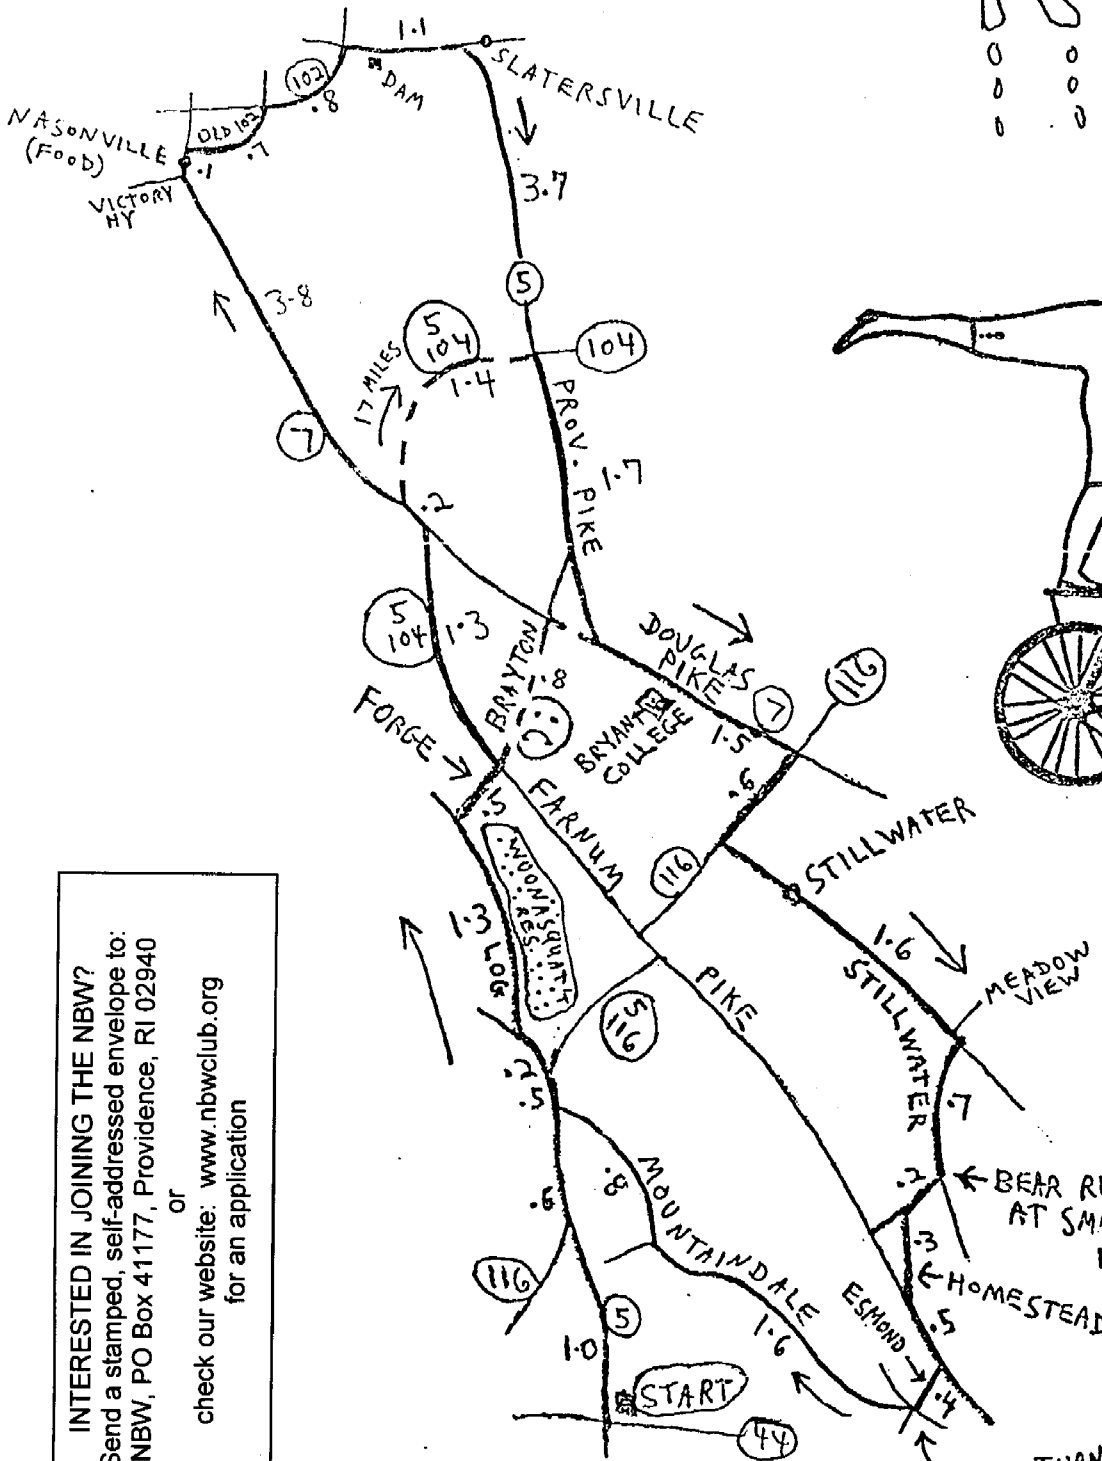 1.1
SLATERSVILLE
DAM
102
.8
OLD 102
.7
NASONVILLE
(FOOD)
.1
VICTORY
HY
3.7
5
3.8
5
104
104
17 MILES
1.4
7
PROV. PIKE
1.7
.2
5
104
1.3
BRAYTON
1.8
DOUGLAS
PIKE
7
116
BRYANT
COLLEGE
1.5
.6
FORGE
.5
FARNUM
PIKE
116
STILLWATER
1.6
STILLWATER
MEADOW
VIEW
.7
WOONASQUAT
RES.
1.3
LOG
5
116
.2
.5
.8
MOUNTAINDALE
1.6
.6
116
5
1.0
START
44
.2
BEAR
AT
.3
HOMESTEAD
.5
ESMOND
.4
INTERESTED IN JOINING THE NBW?
Send a stamped, self-addressed envelope to:
NBW, PO Box 41177, Providence, RI 02940
or
check our website: www.nbwclub.org
for an application